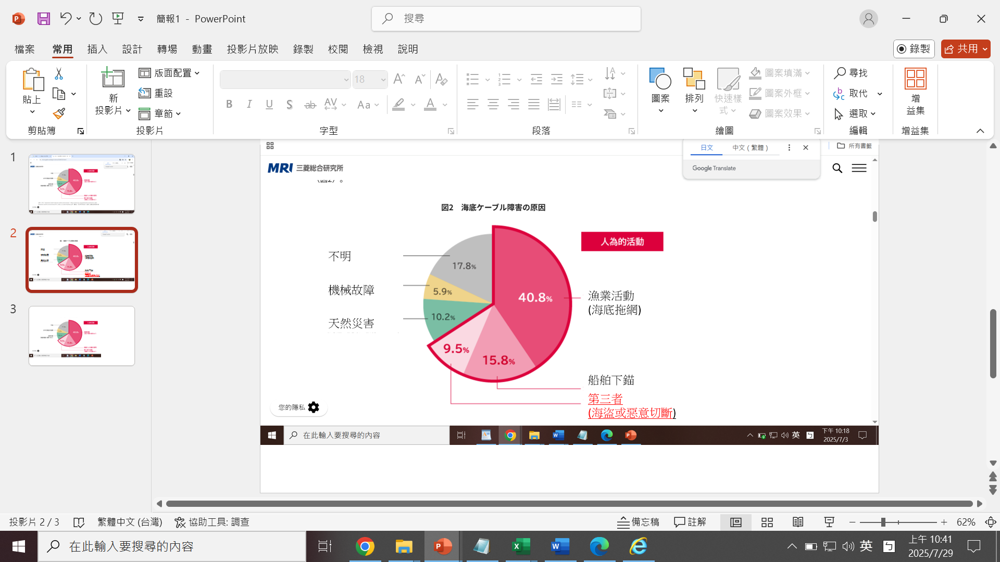 簡報1 - PowerPoint
搜尋
檔案 常用 插入 設計 轉場 動畫 投影片放映 錄製 校閱 檢視 說明
錄製 共用
貼上
剪貼簿
新
投影片
版面配置
重設
章節
投影片
18
B I U S ab AV Aa A
字型
段落
圖案
排列
快速樣
式
圖案填滿
圖案外框
圖案效果
繪圖
尋找
取代
選取
編輯
增
益集
增益集
1
2
3
日文 中文 ( 繁體 )
所有書籤
Google Translate
MRI 三菱総合研究所
図2 海底ケーブル障害の原因
人為的活動
不明
17.8%
機械故障
5.9%
40.8%
漁業活動
(海底拖網)
天然災害
10.2%
9.5%
15.8%
船舶下錨
第三者
(海盜或惡意切斷)
您的隱私
在此輸入要搜尋的內容
英
下午 10:18
2025/7/3
投影片 2 / 3 繁體中文 (台灣) 協助工具: 調查
備忘稿 註解
62%
在此輸入要搜尋的內容
英
上午 10:41
2025/7/29